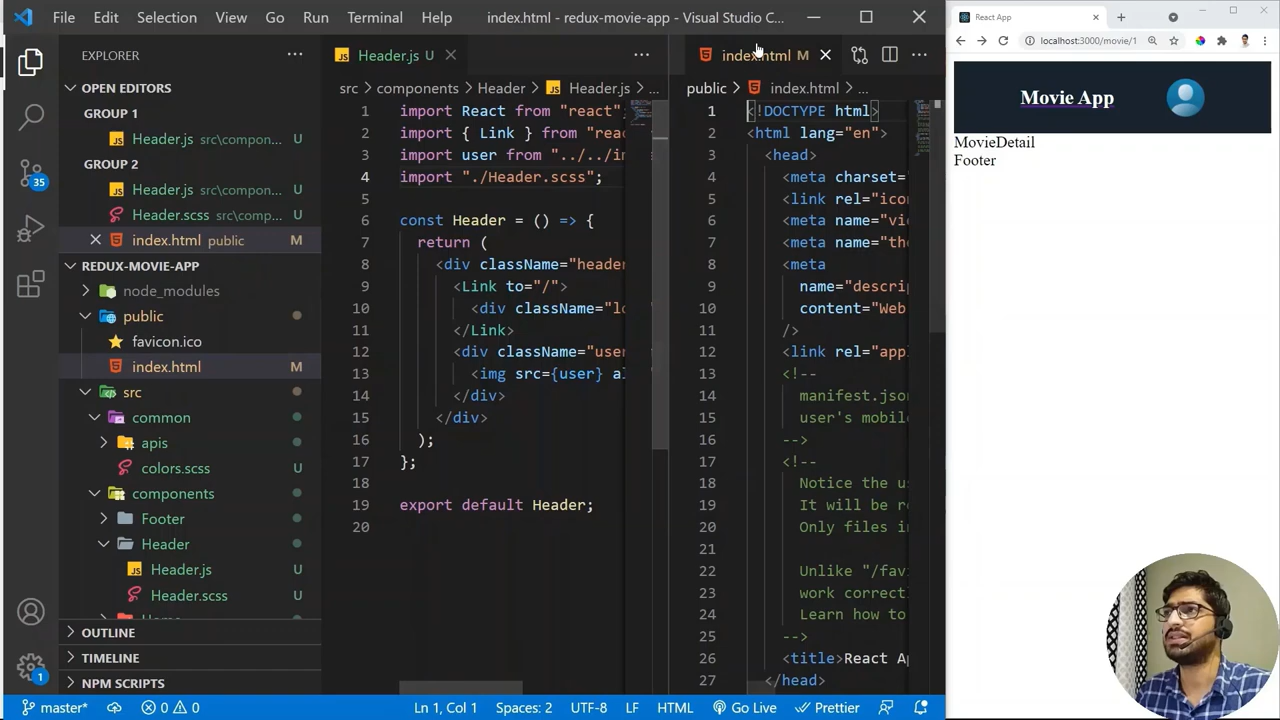 File Edit Selection View Go Run Terminal Help index.html - redux-movie-app - Visual Studio C...
EXPLORER
OPEN EDITORS
GROUP 1
Header.js src\compon...
GROUP 2
Header.js src\compon...
Header.scss src\comp...
index.html public M
REDUX-MOVIE-APP
node_modules
public
favicon.ico
index.html M
src
common
apis
colors.scss U
components
Footer
Header
Header.js U
Header.scss U
OUTLINE
TIMELINE
NPM SCRIPTS
35
1
Header.js U
src > components > Header > Header.js > ...
1 import React from "react"
2 import { Link } from "reac
3 import user from "../../im
4 import "./Header.scss";
5
6 const Header = () => {
7 return (
8 <div className="header
9 <Link to="/">
10 <div className="lo
11 </Link>
12 <div className="user
13 <img src={user} al
14 </div>
15 </div>
16 );
17 };
18
19 export default Header;
20
index.html M
public > index.html > ...
1 <!DOCTYPE html>
2 <html lang="en">
3 <head>
4 <meta charset="
5 <link rel="icon
6 <meta name="vie
7 <meta name="the
8 <meta
9 name="descrip
10 content="Web
11 />
12 <link rel="appl
13 <!--
14 manifest.json
15 user's mobile
16 -->
17 <!--
18 Notice the us
19 It will be re
20 Only files in
21
22 Unlike "/favi
23 work correctl
24 Learn how to
25 -->
26 <title>React Ap
27 </head>
master* 0 0 Ln 1, Col 1 Spaces: 2 UTF-8 LF HTML Go Live Prettier
React App
localhost:3000/movie/1
Movie App
MovieDetail
Footer